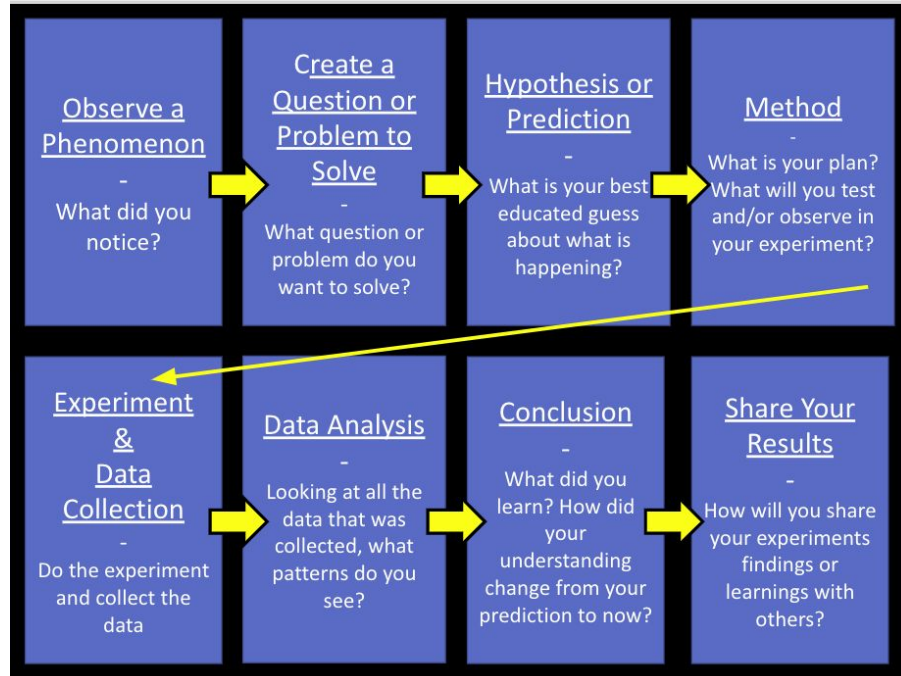 Observe a
Phenomenon
-
What did you
notice?
Create a
Question or
Problem to
Solve
-
What question or
problem do you
want to solve?
Hypothesis or
Prediction
-
What is your best
educated guess
about what is
happening?
Method
-
What is your plan?
What will you test
and/or observe in
your experiment?
Experiment
&
Data
Collection
-
Do the experiment
and collect the
data
Data Analysis
-
Looking at all the
data that was
collected, what
patterns do you
see?
Conclusion
-
What did you
learn? How did
your
understanding
change from your
prediction to now?
Share Your
Results
-
How will you share
your experiments
findings or
learnings with
others?